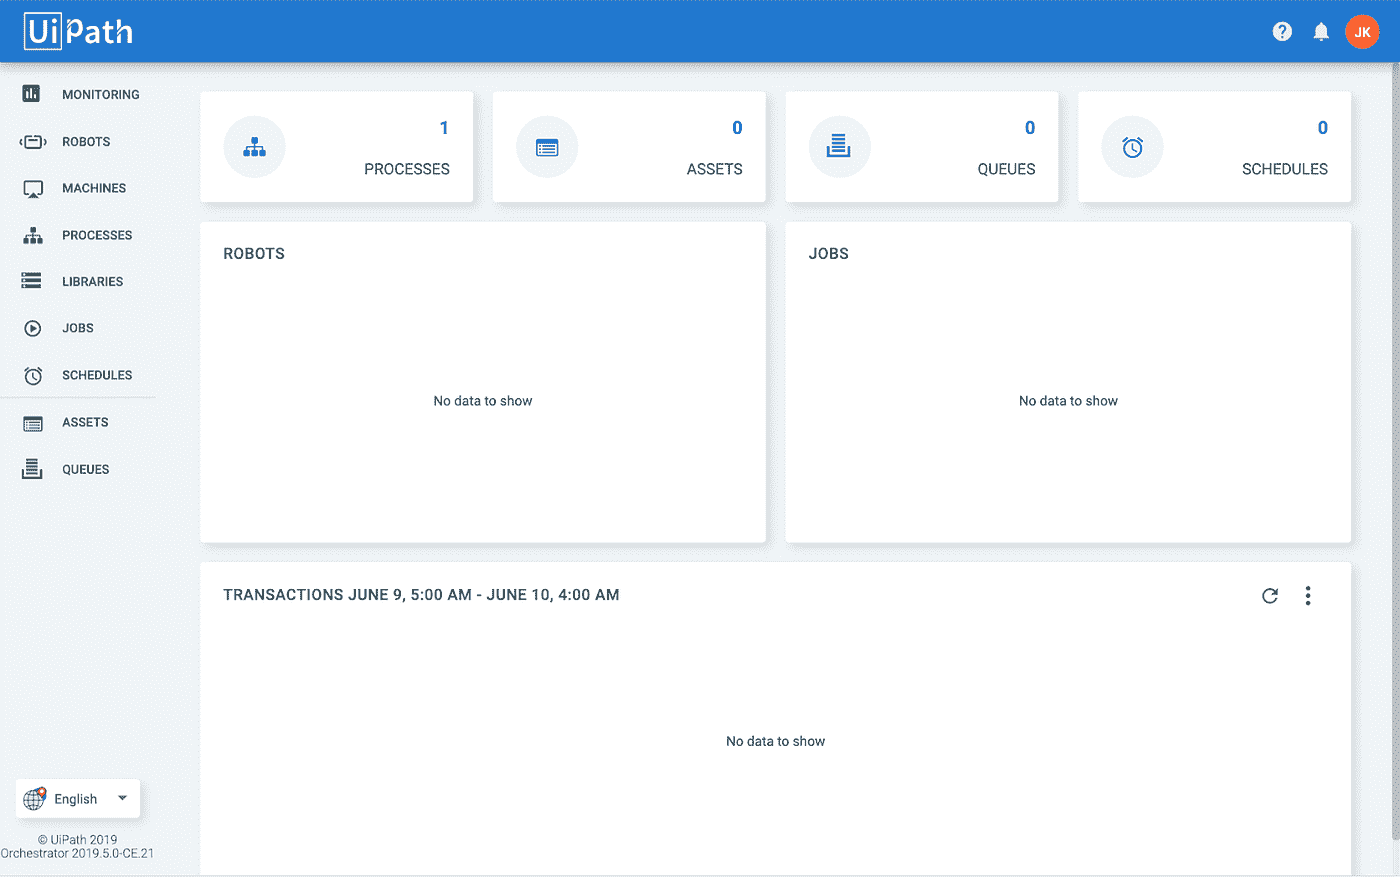 UiPath
JK
MONITORING
ROBOTS
MACHINES
PROCESSES
LIBRARIES
JOBS
SCHEDULES
ASSETS
QUEUES
English
© UiPath 2019
Orchestrator 2019.5.0-CE.21
1
PROCESSES
0
ASSETS
0
QUEUES
0
SCHEDULES
ROBOTS
No data to show
JOBS
No data to show
TRANSACTIONS JUNE 9, 5:00 AM - JUNE 10, 4:00 AM
No data to show